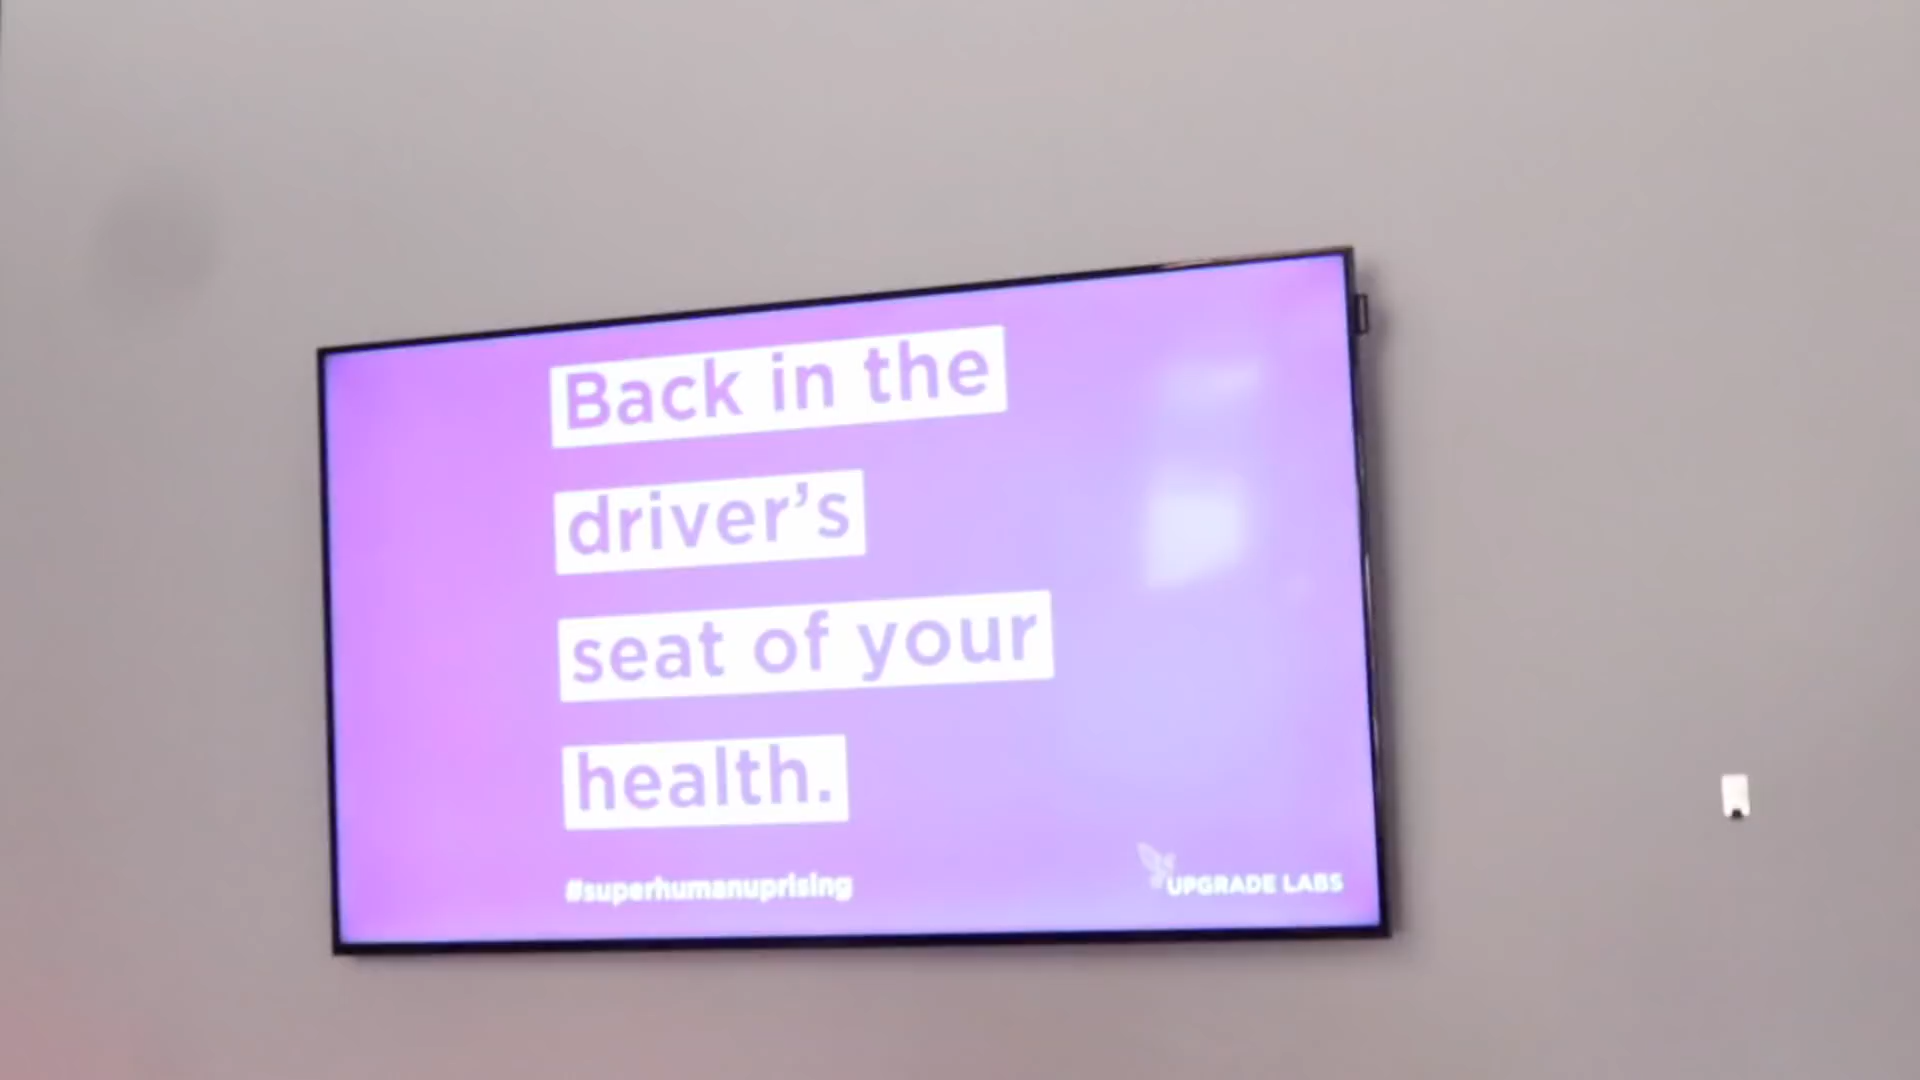 Back in the
driver’s
seat of your
health.
#superhumanuprising
UPGRADE LABS